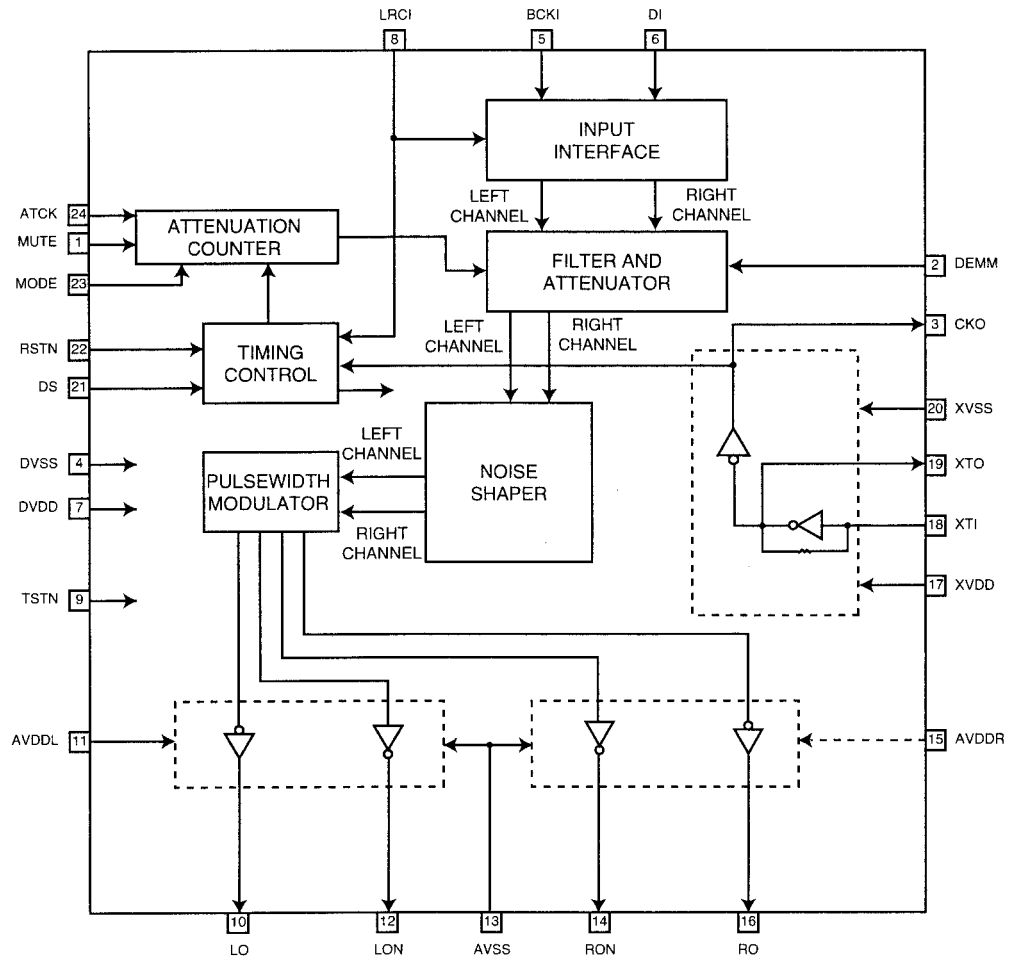 LRCI BCKI DI
8 5 6
INPUT
INTERFACE
LEFT
CHANNEL
RIGHT
CHANNEL
ATCK 24
MUTE 1
MODE 23
ATTENUATION
COUNTER
FILTER AND
ATTENUATOR
2 DEMM
3 CKO
LEFT
CHANNEL
RIGHT
CHANNEL
RSTN 22
DS 21
TIMING
CONTROL
20 XVSS
19 XTO
18 XTI
17 XVDD
DVSS 4
DVDD 7
LEFT
CHANNEL
PULSEWIDTH
MODULATOR
NOISE
SHAPER
RIGHT
CHANNEL
TSTN 9
AVDDL 11
15 AVDDR
10 12 13 14 16
LO LON AVSS RON RO